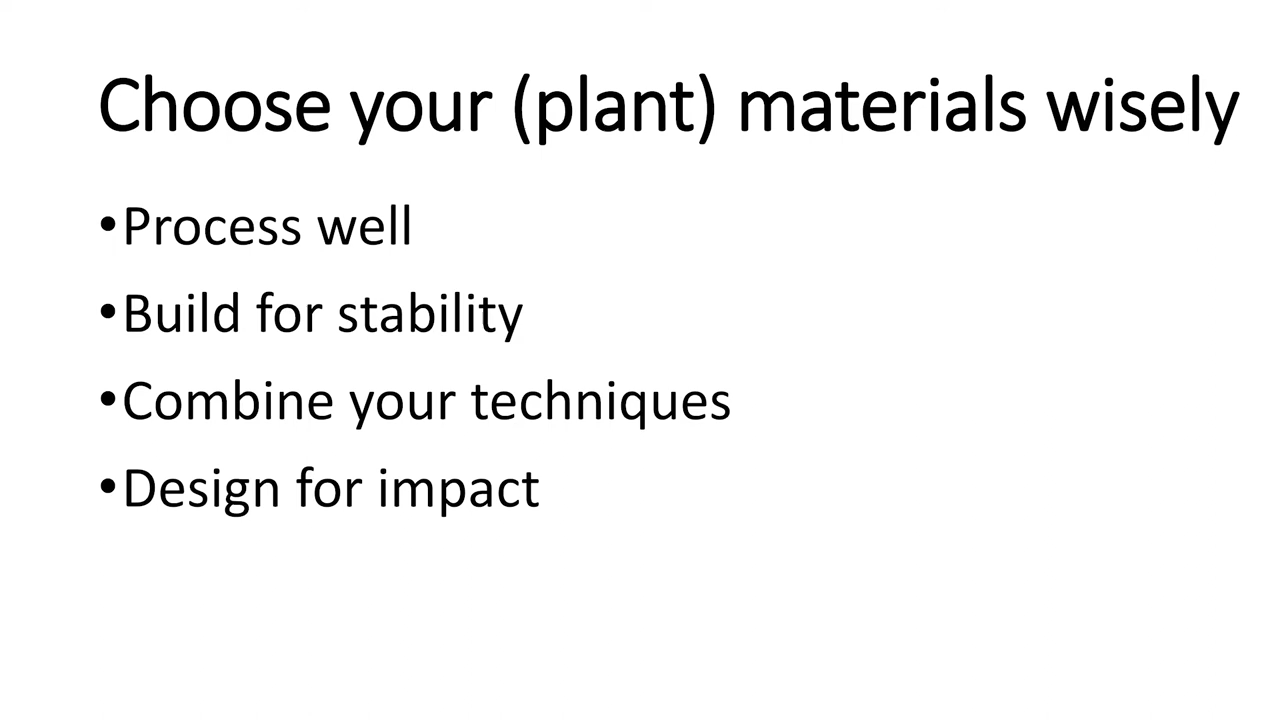 Choose your (plant) materials wisely
•Process well
•Build for stability
•Combine your techniques
•Design for impact